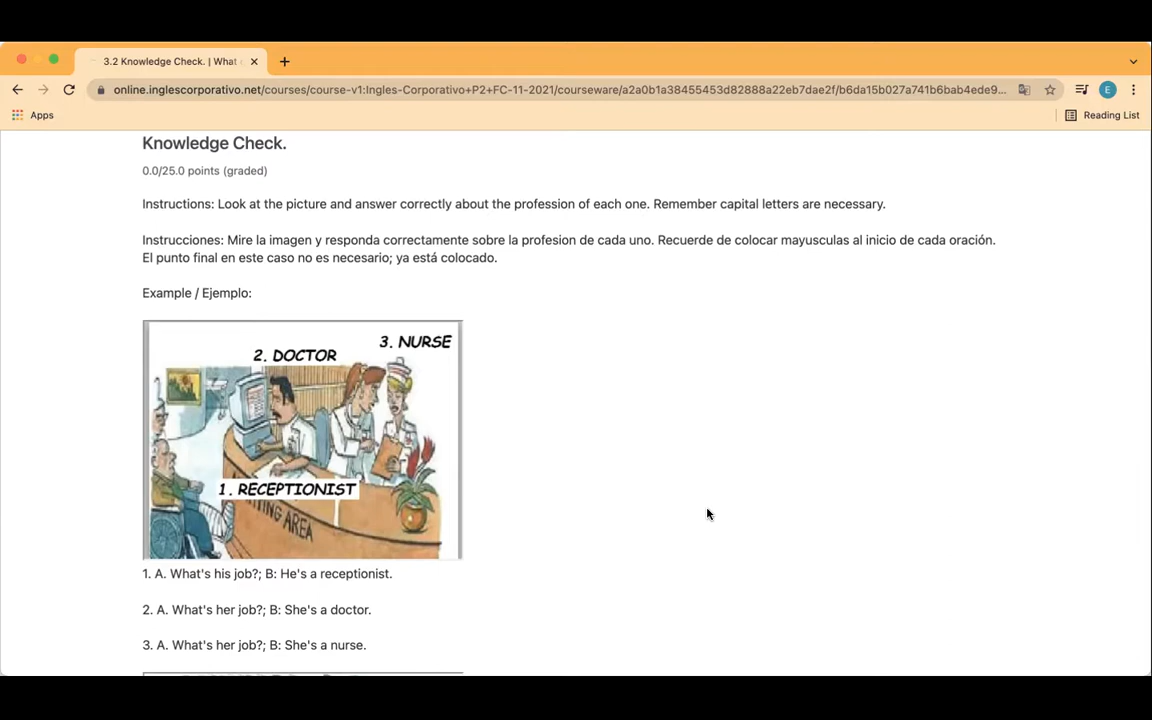 3.2 Knowledge Check. | What
online.inglescorporativo.net/courses/course-v1:Ingles-Corporativo+P2+FC-11-2021/courseware/a2a0b1a38455453d82888a22eb7dae2f/b6da15b027a741b6bab4ede9...
E
Apps
Reading List
Knowledge Check.
0.0/25.0 points (graded)
Instructions: Look at the picture and answer correctly about the profession of each one. Remember capital letters are necessary.
Instrucciones: Mire la imagen y responda correctamente sobre la profesion de cada uno. Recuerde de colocar mayusculas al inicio de cada oración.
El punto final en este caso no es necesario; ya está colocado.
Example / Ejemplo:
3. NURSE
2. DOCTOR
1. RECEPTIONIST
AREA
1. A. What's his job?; B: He's a receptionist.
2. A. What's her job?; B: She's a doctor.
3. A. What's her job?; B: She's a nurse.